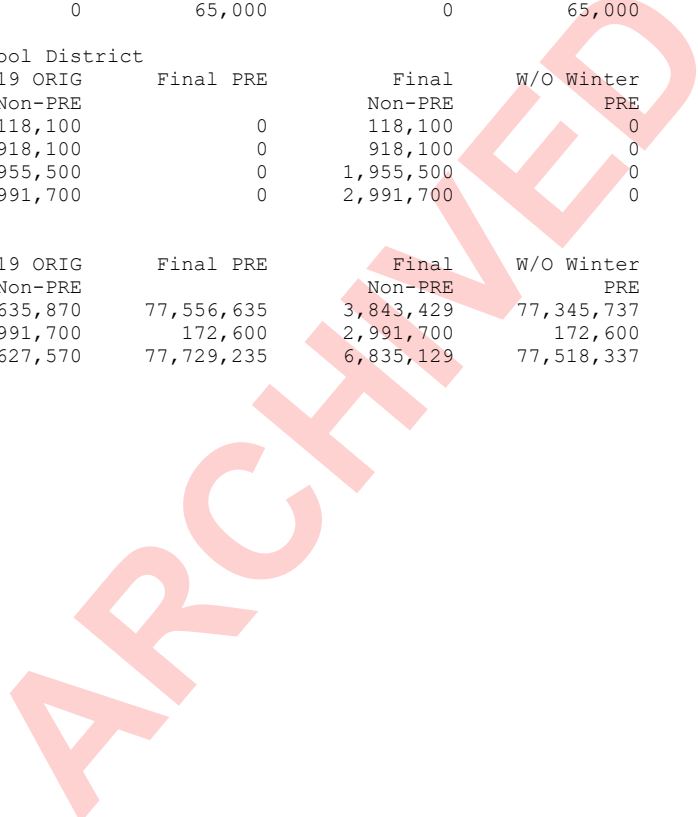 0 65,000 0 65,000
ool District
19 ORIG Final PRE Final W/O Winter
Non-PRE Non-PRE PRE
118,100 0 118,100 0
918,100 0 918,100 0
955,500 0 1,955,500 0
991,700 0 2,991,700 0
19 ORIG Final PRE Final W/O Winter
Non-PRE Non-PRE PRE
635,870 77,556,635 3,843,429 77,345,737
991,700 172,600 2,991,700 172,600
627,570 77,729,235 6,835,129 77,518,337
ARCHIVED